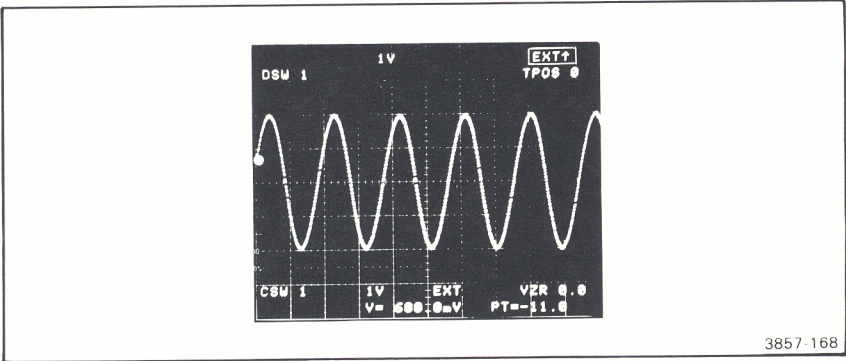 1V EXT↑
DSW 1 TPOS 0
CSW 1 1V EXT VZR 0.0
V= 680.0mV PT=-11.0
3857-168